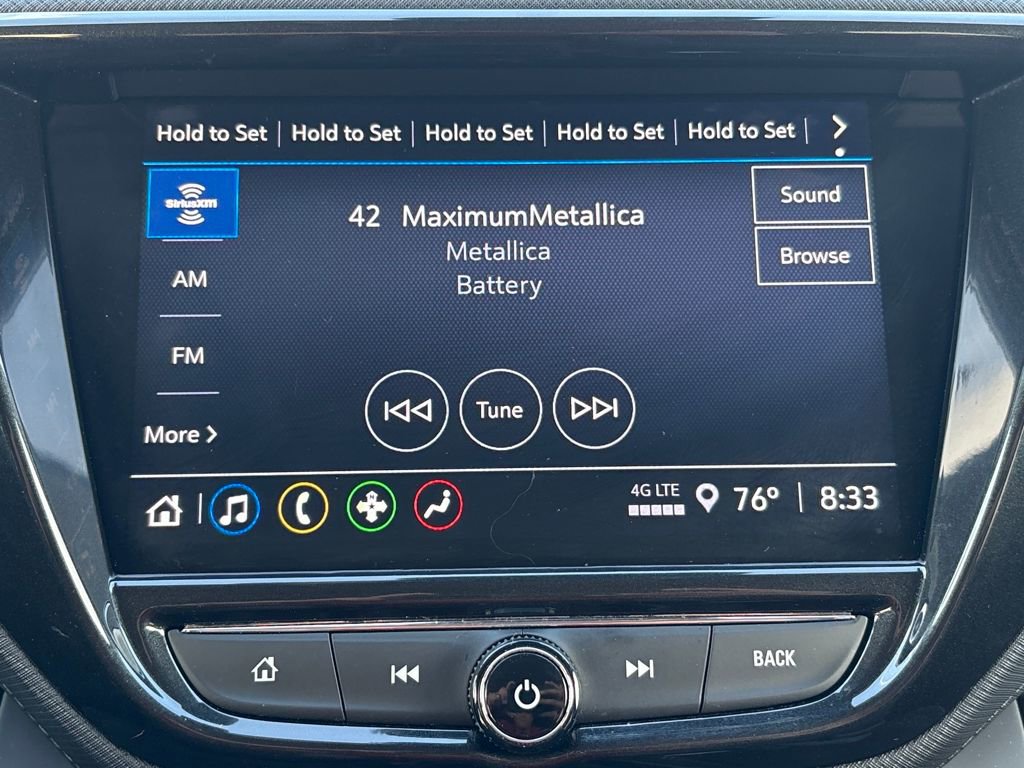 Hold to Set | Hold to Set | Hold to Set | Hold to Set | Hold to Set |
SiriusXM
42 MaximumMetallica
Metallica
Battery
Sound
Browse
AM
FM
More
Tune
4G LTE
76° | 8:33
BACK